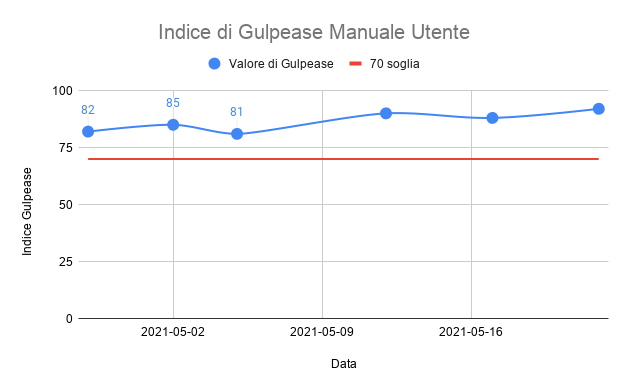 Indice di Gulpease Manuale Utente
Valore di Gulpease 70 soglia
100
75
50
25
0
82
85
81
Indice Gulpease
2021-05-02 2021-05-09 2021-05-16
Data